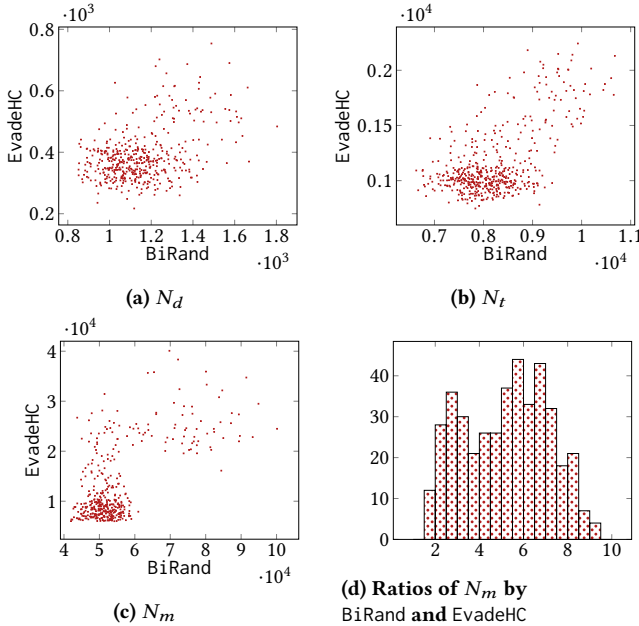 ·10³
0.8
0.6
0.4
0.2
EvadeHC
0.8 1 1.2 1.4 1.6 1.8
BiRand
·10³
(a) N_d
·10⁴
0.2
0.15
0.1
EvadeHC
0.7 0.8 0.9 1 1.1
BiRand
·10⁴
(b) N_t
·10⁴
4
3
2
1
EvadeHC
4 5 6 7 8 9 10
BiRand
·10⁴
(c) N_m
40
30
20
10
0
2 4 6 8 10
(d) Ratios of N_m by
BiRand and EvadeHC